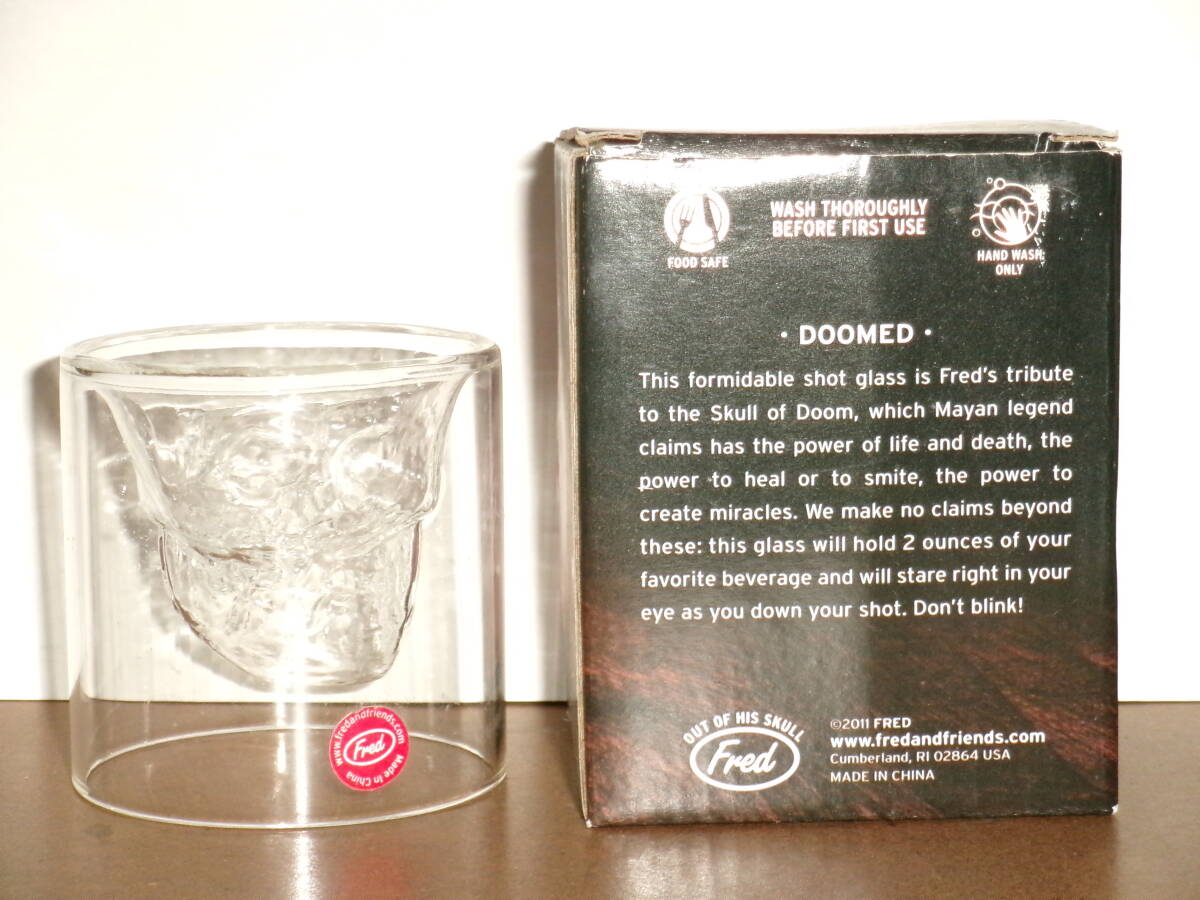 WASH THOROUGHLY
BEFORE FIRST USE
FOOD SAFE
HAND WASH
ONLY
· DOOMED ·
This formidable shot glass is Fred's tribute
to the Skull of Doom, which Mayan legend
claims has the power of life and death, the
power to heal or to smite, the power to
create miracles. We make no claims beyond
these: this glass will hold 2 ounces of your
favorite beverage and will stare right in your
eye as you down your shot. Don't blink!
OUT OF HIS SKULL
Fred
©2011 FRED
www.fredandfriends.com
Cumberland, RI 02864 USA
MADE IN CHINA
www.fredandfriends.com
Fred
Made In China